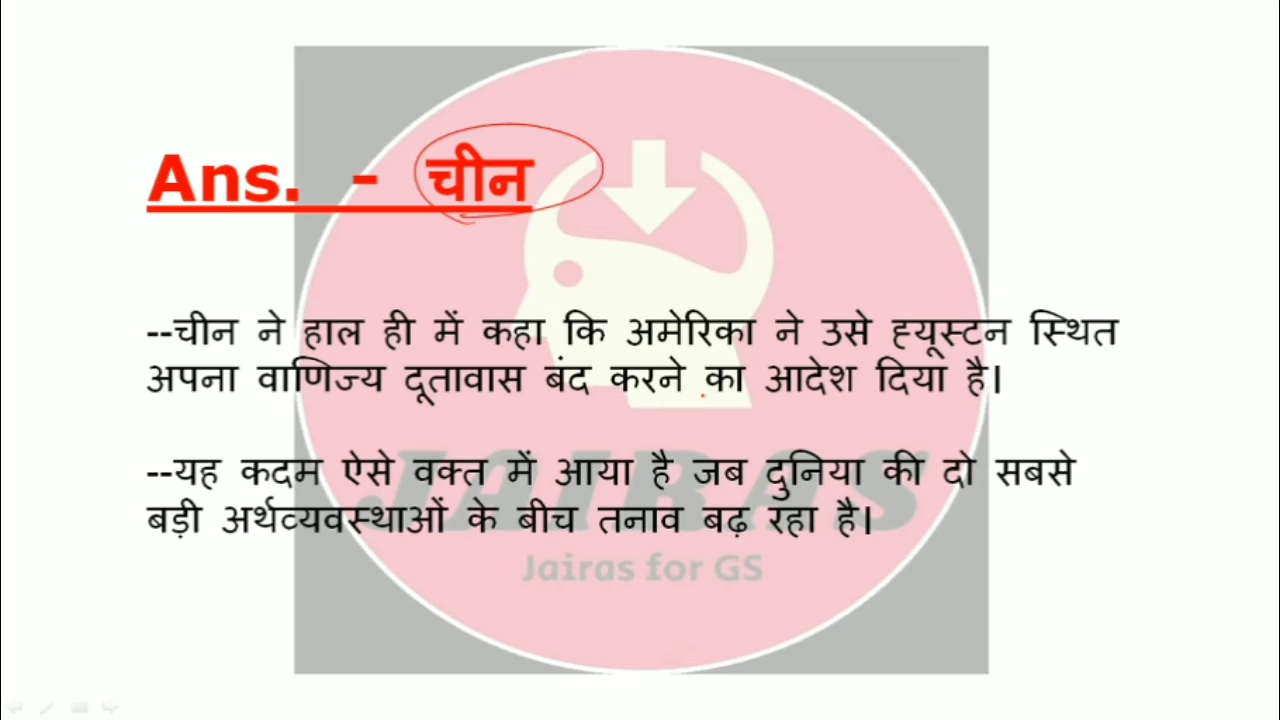 Ans. - चीन
--चीन ने हाल ही में कहा कि अमेरिका ने उसे ह्यूस्टन स्थित
अपना वाणिज्य दूतावास बंद करने का आदेश दिया है।
--यह कदम ऐसे वक्त में आया है जब दुनिया की दो सबसे
बड़ी अर्थव्यवस्थाओं के बीच तनाव बढ़ रहा है।
JAIRAS
Jairas for GS